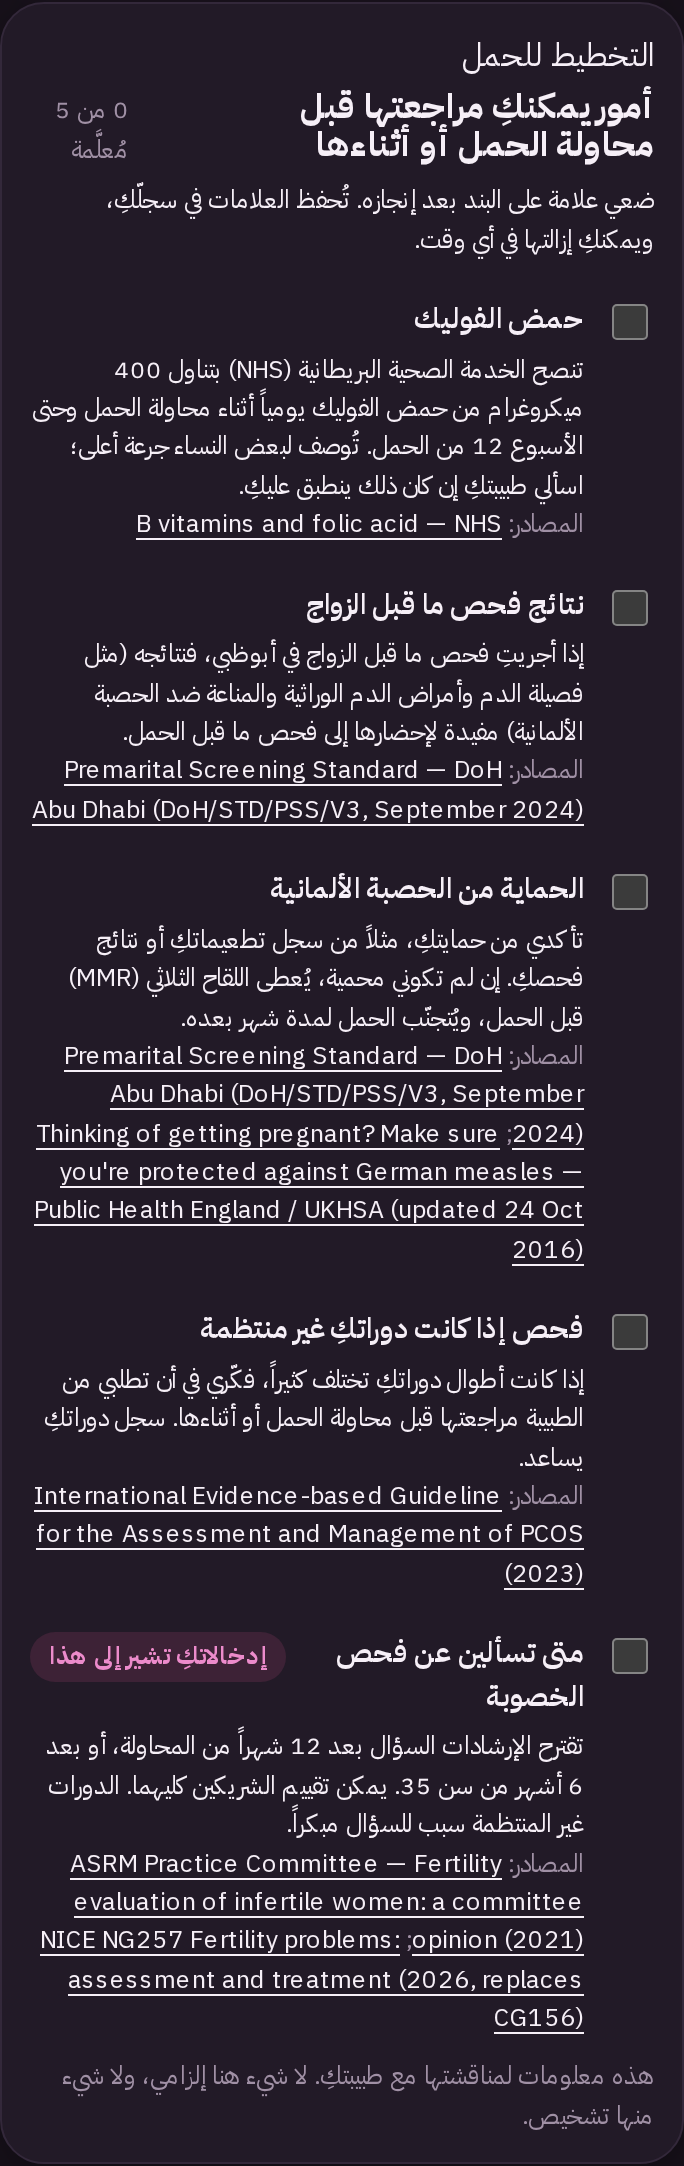 التخطيط للحمل
أمور يمكنكِ مراجعتها قبل
محاولة الحمل أو أثناءها
0 من 5
مُعلَّمة
ضعي علامة على البند بعد إنجازه. تُحفظ العلامات في سجلّكِ،
ويمكنكِ إزالتها في أي وقت.
حمض الفوليك
تنصح الخدمة الصحية البريطانية (NHS) بتناول 400
ميكروغرام من حمض الفوليك يومياً أثناء محاولة الحمل وحتى
الأسبوع 12 من الحمل. تُوصف لبعض النساء جرعة أعلى؛
اسألي طبيبتكِ إن كان ذلك ينطبق عليكِ.
المصادر: B vitamins and folic acid — NHS
نتائج فحص ما قبل الزواج
إذا أجريتِ فحص ما قبل الزواج في أبوظبي، فنتائجه (مثل
فصيلة الدم وأمراض الدم الوراثية والمناعة ضد الحصبة
الألمانية) مفيدة لإحضارها إلى فحص ما قبل الحمل.
المصادر: Premarital Screening Standard — DoH
Abu Dhabi (DoH/STD/PSS/V3, September 2024)
الحماية من الحصبة الألمانية
تأكدي من حمايتكِ، مثلاً من سجل تطعيماتكِ أو نتائج
فحصكِ. إن لم تكوني محمية، يُعطى اللقاح الثلاثي (MMR)
قبل الحمل، ويُتجنّب الحمل لمدة شهر بعده.
المصادر: Premarital Screening Standard — DoH
Abu Dhabi (DoH/STD/PSS/V3, September
2024); Thinking of getting pregnant? Make sure
you're protected against German measles —
Public Health England / UKHSA (updated 24 Oct
2016)
فحص إذا كانت دوراتكِ غير منتظمة
إذا كانت أطوال دوراتكِ تختلف كثيراً، فكّري في أن تطلبي من
الطبيبة مراجعتها قبل محاولة الحمل أو أثناءها. سجل دوراتكِ
يساعد.
المصادر: International Evidence-based Guideline
for the Assessment and Management of PCOS
(2023)
متى تسألين عن فحص
الخصوبة
إدخالاتكِ تشير إلى هذا
تقترح الإرشادات السؤال بعد 12 شهراً من المحاولة، أو بعد
6 أشهر من سن 35. يمكن تقييم الشريكين كليهما. الدورات
غير المنتظمة سبب للسؤال مبكراً.
المصادر: ASRM Practice Committee — Fertility
evaluation of infertile women: a committee
opinion (2021); NICE NG257 Fertility problems:
assessment and treatment (2026, replaces
CG156)
هذه معلومات لمناقشتها مع طبيبتكِ. لا شيء هنا إلزامي، ولا شيء
منها تشخيص.